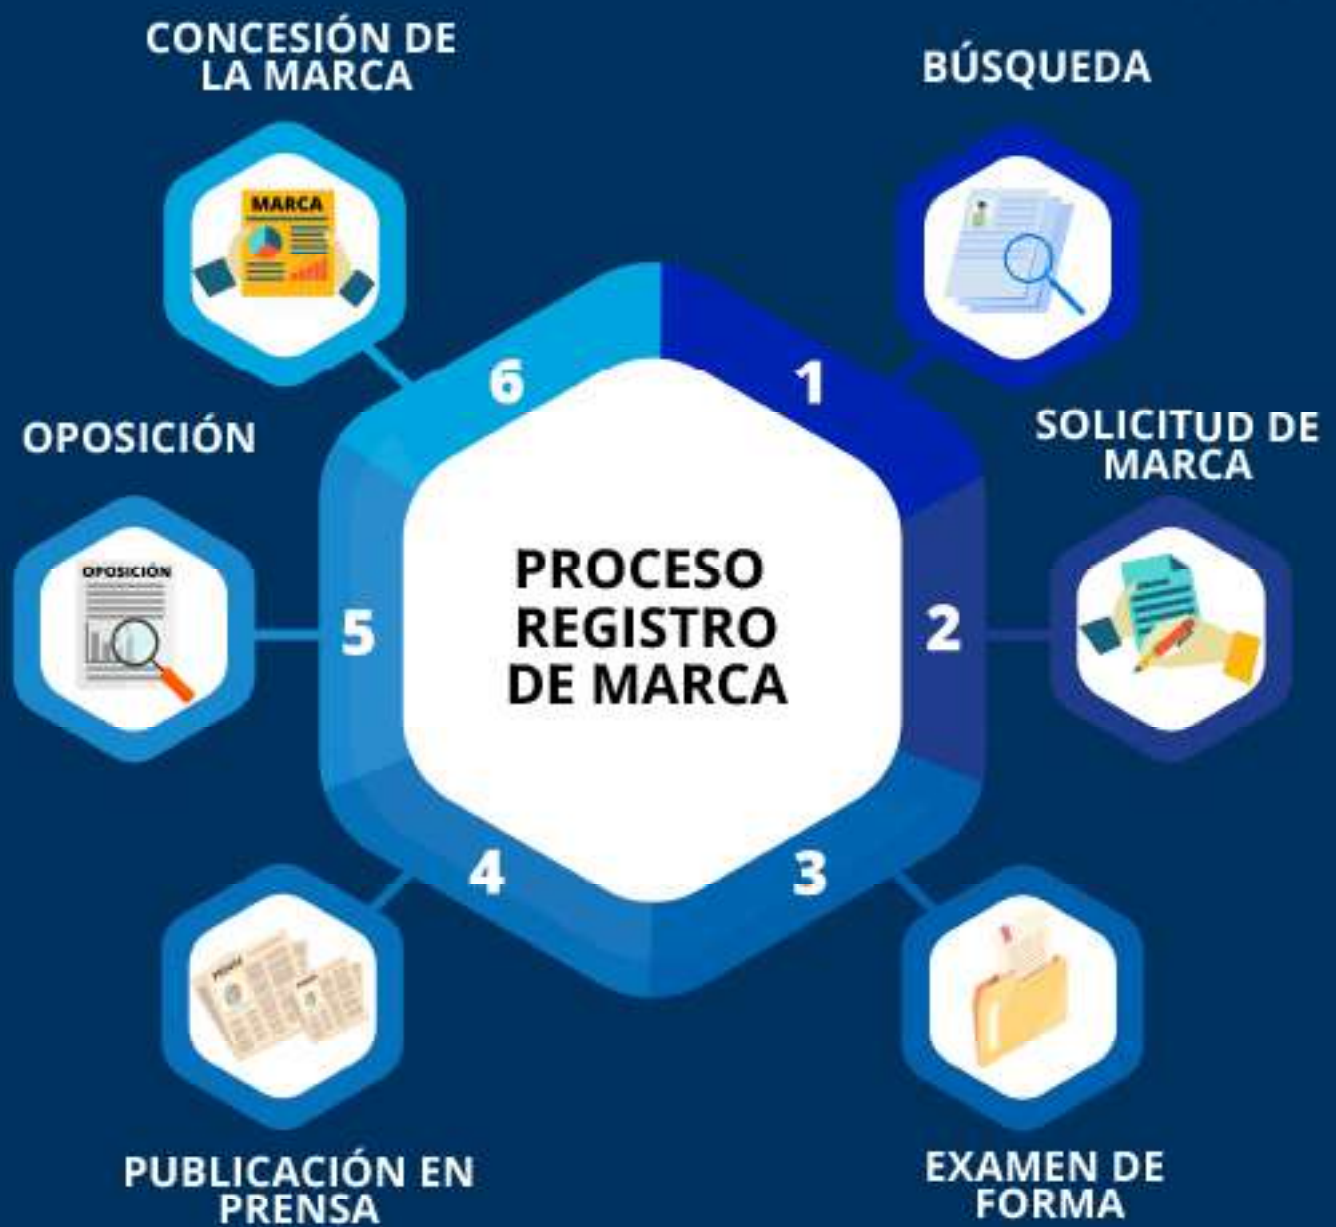 PROCESO
REGISTRO
DE MARCA
1
BÚSQUEDA
2
SOLICITUD DE
MARCA
3
EXAMEN DE
FORMA
4
PUBLICACIÓN EN
PRENSA
5
OPOSICIÓN
OPOSICIÓN
6
CONCESIÓN DE
LA MARCA
MARCA